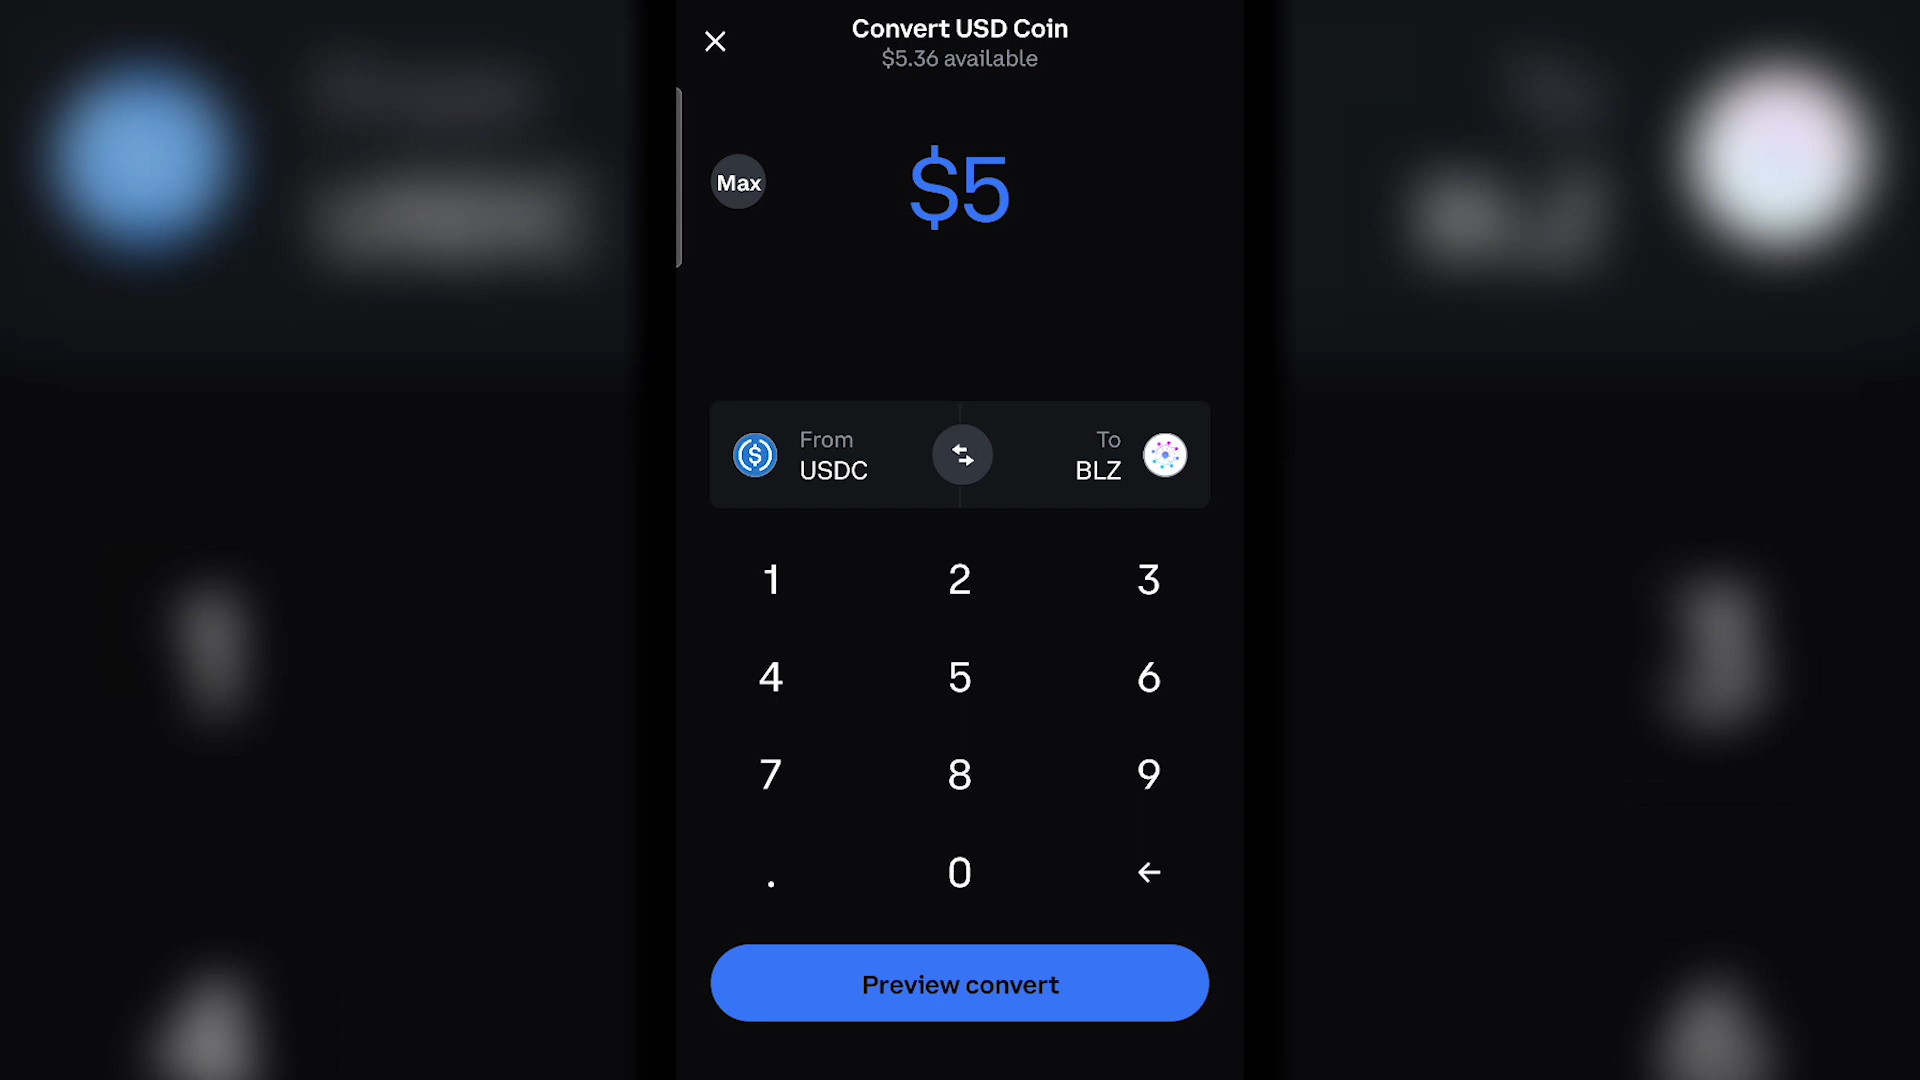 Convert USD Coin
$5.36 available
Max
$5
From
USDC
To
BLZ
1 2 3
4 5 6
7 8 9
. 0 ←
Preview convert